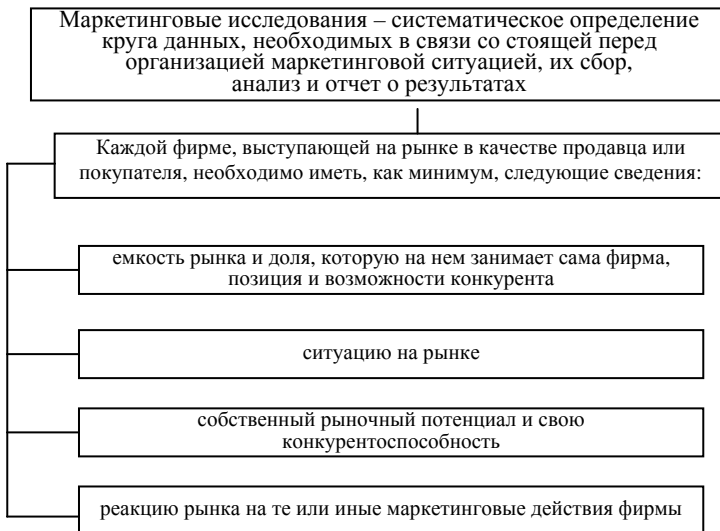 Маркетинговые исследования – систематическое определение
круга данных, необходимых в связи со стоящей перед
организацией маркетинговой ситуацией, их сбор,
анализ и отчет о результатах
Каждой фирме, выступающей на рынке в качестве продавца или
покупателя, необходимо иметь, как минимум, следующие сведения:
емкость рынка и доля, которую на нем занимает сама фирма,
позиция и возможности конкурента
ситуацию на рынке
собственный рыночный потенциал и свою
конкурентоспособность
реакцию рынка на те или иные маркетинговые действия фирмы